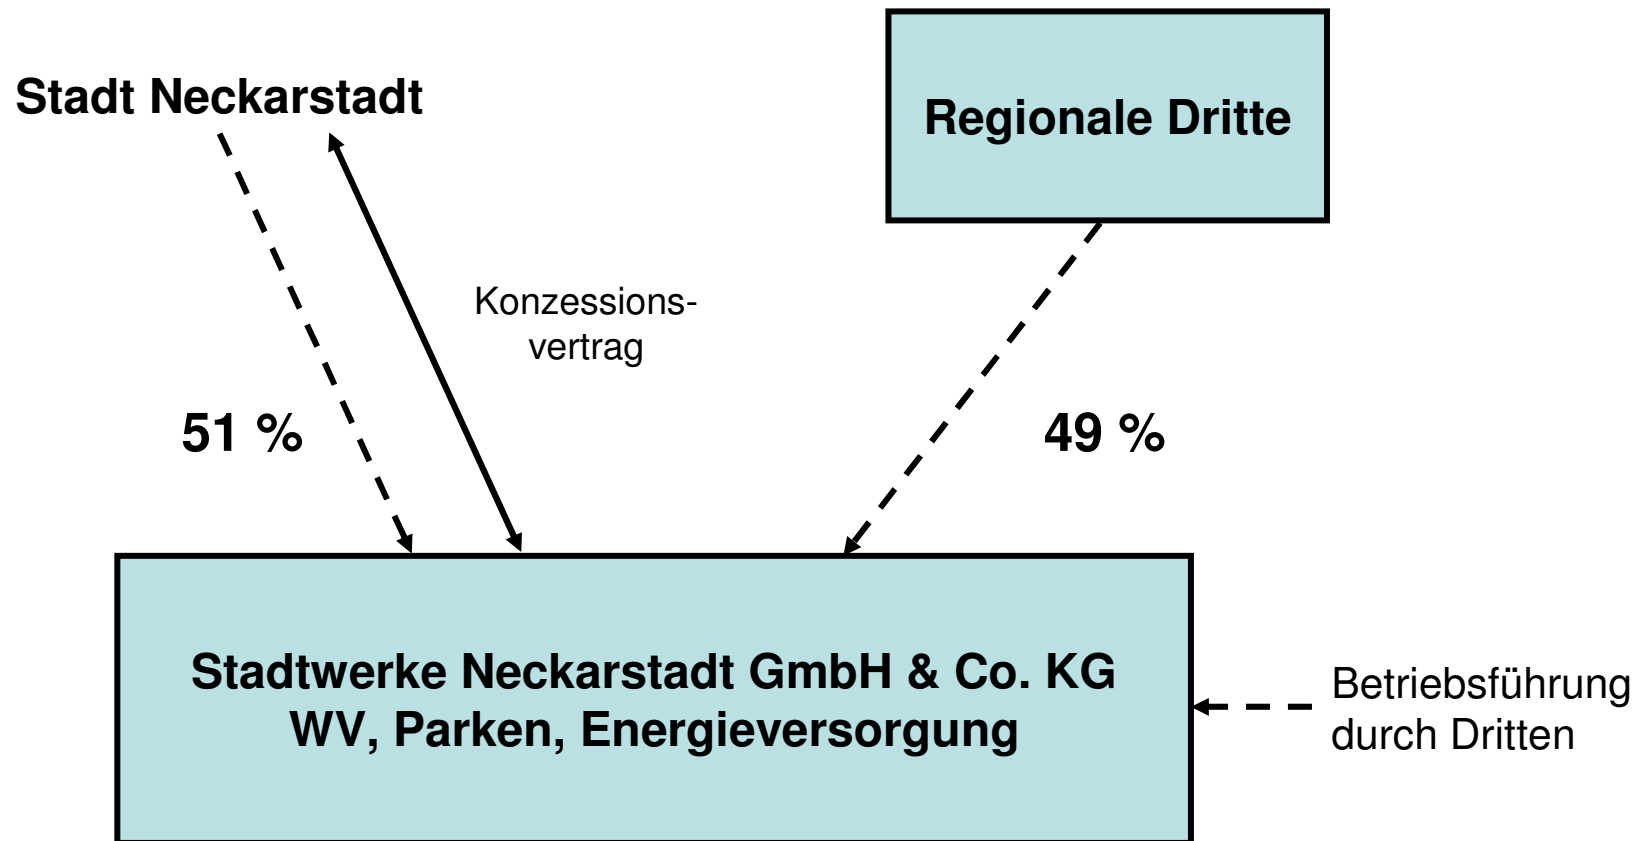 Stadt Neckarstadt
Regionale Dritte
Konzessions-
vertrag
51 %
49 %
Stadtwerke Neckarstadt GmbH & Co. KG
WV, Parken, Energieversorgung
Betriebsführung
durch Dritten